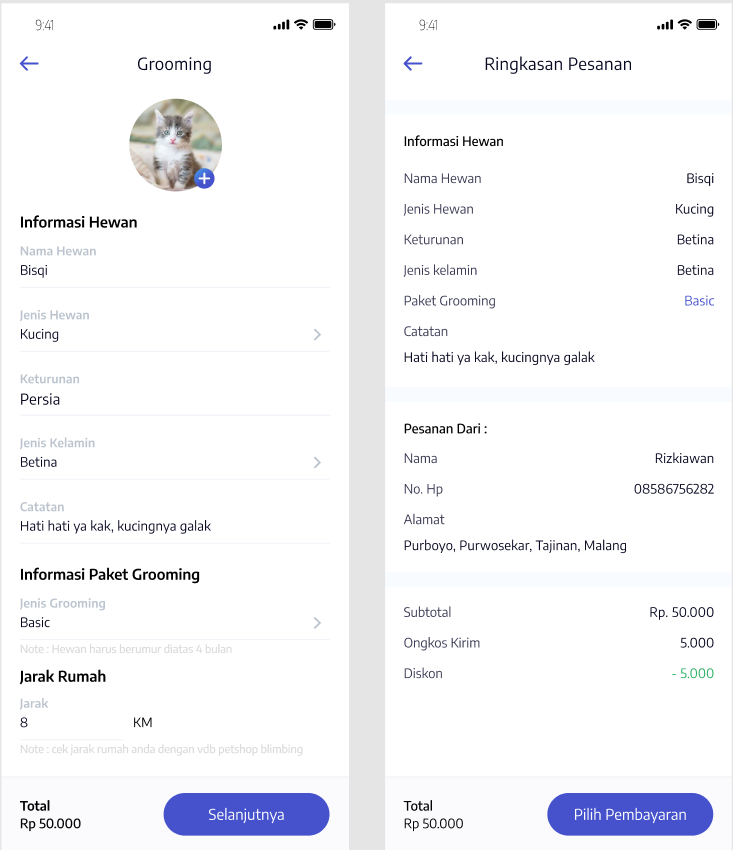 9:41
Grooming
Informasi Hewan
Nama Hewan
Bisqi
Jenis Hewan
Kucing
Keturunan
Persia
Jenis Kelamin
Betina
Catatan
Hati hati ya kak, kucingnya galak
Informasi Paket Grooming
Jenis Grooming
Basic
Note : Hewan harus berumur diatas 4 bulan
Jarak Rumah
Jarak
8 KM
Note : cek jarak rumah anda dengan vdb petshop blimbing
Total
Rp 50.000
Selanjutnya
9:41
Ringkasan Pesanan
Informasi Hewan
Nama Hewan Bisqi
Jenis Hewan Kucing
Keturunan Betina
Jenis kelamin Betina
Paket Grooming Basic
Catatan
Hati hati ya kak, kucingnya galak
Pesanan Dari :
Nama Rizkiawan
No. Hp 08586756282
Alamat
Purboyo, Purwosekar, Tajinan, Malang
Subtotal Rp. 50.000
Ongkos Kirim 5.000
Diskon - 5.000
Total
Rp 50.000
Pilih Pembayaran